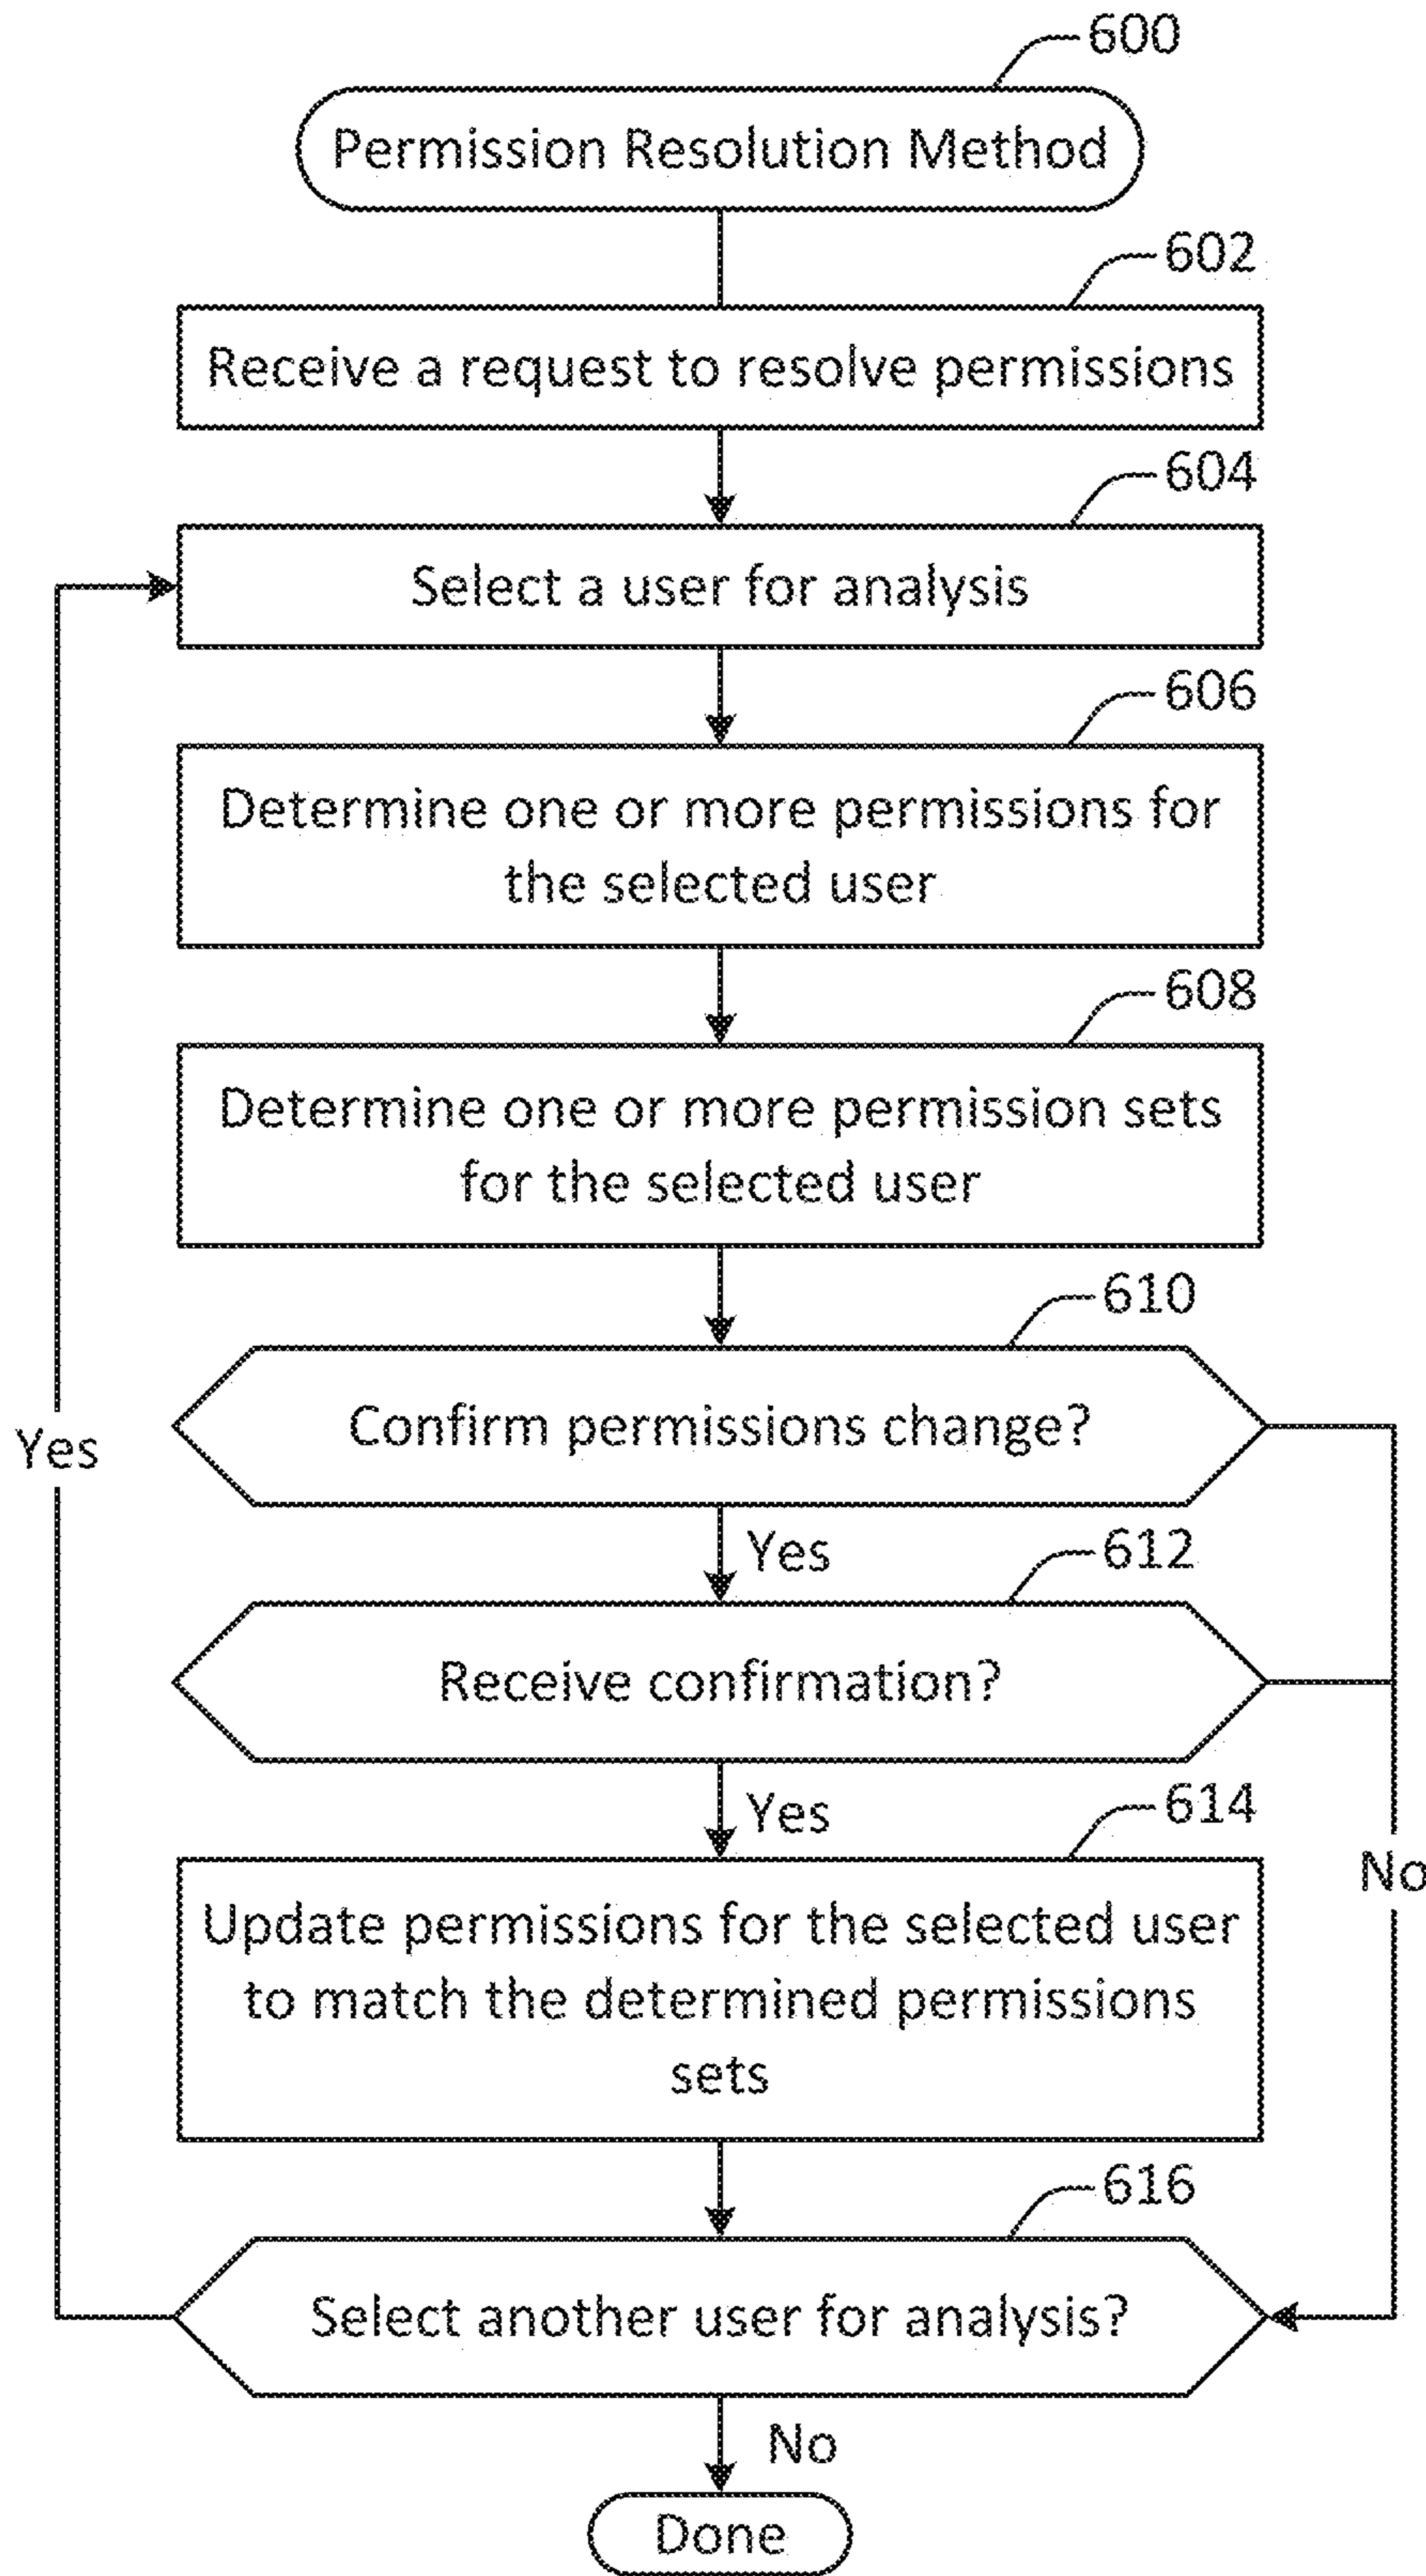 600
Permission Resolution Method
602
Receive a request to resolve permissions
604
Select a user for analysis
606
Determine one or more permissions for
the selected user
608
Determine one or more permission sets
for the selected user
610
Confirm permissions change?
Yes
Yes
612
Receive confirmation?
Yes
614
No
Update permissions for the selected user
to match the determined permissions
sets
616
Select another user for analysis?
No
Done